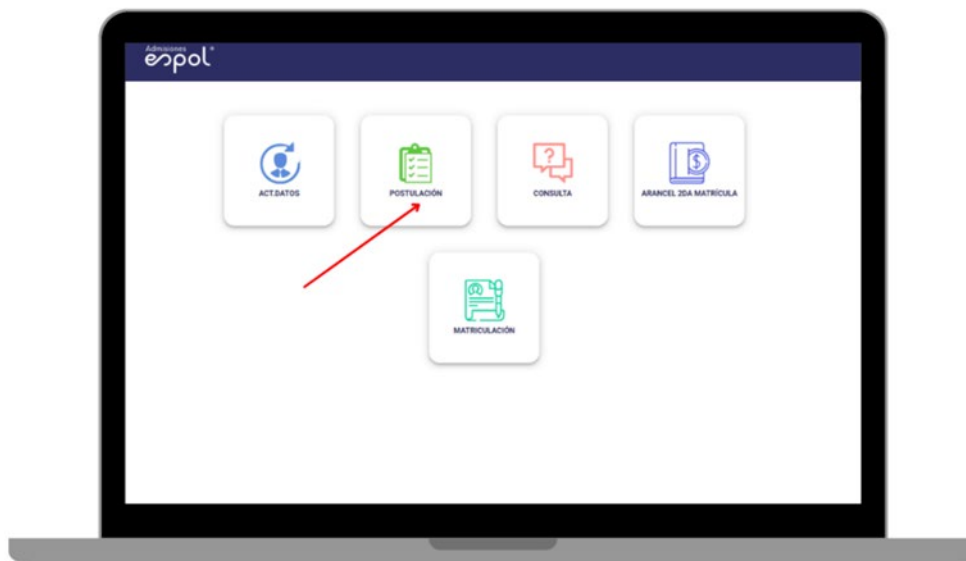 Admisiones
espol
ACT.DATOS
POSTULACIÓN
CONSULTA
ARANCEL 2DA MATRÍCULA
MATRICULACIÓN